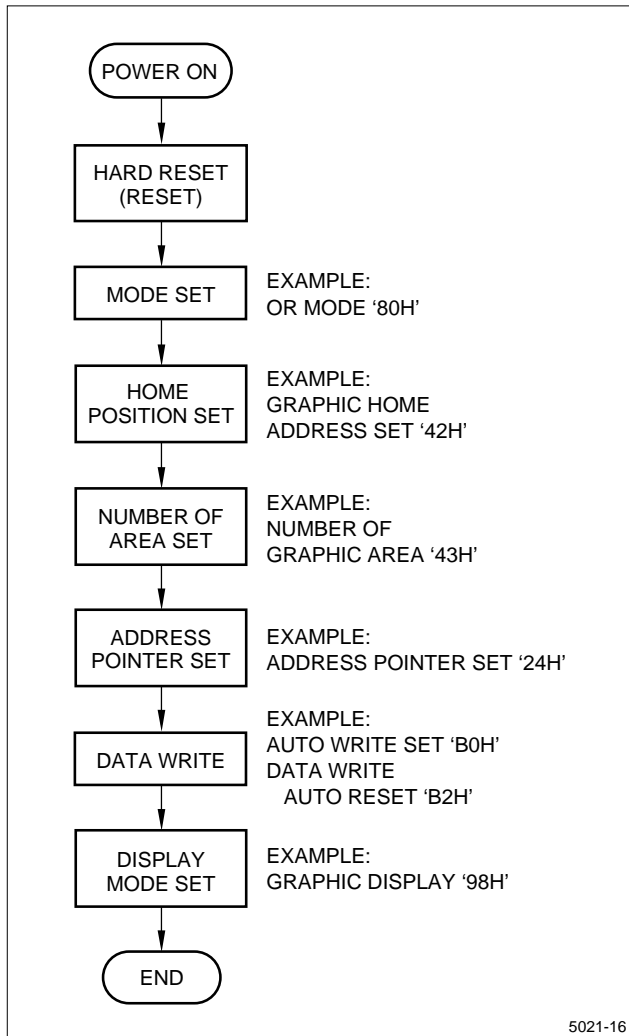 POWER ON
HARD RESET
(RESET)
MODE SET
EXAMPLE:
OR MODE ‘80H’
HOME
POSITION SET
EXAMPLE:
GRAPHIC HOME
ADDRESS SET ‘42H’
NUMBER OF
AREA SET
EXAMPLE:
NUMBER OF
GRAPHIC AREA ‘43H’
ADDRESS
POINTER SET
EXAMPLE:
ADDRESS POINTER SET ‘24H’
DATA WRITE
EXAMPLE:
AUTO WRITE SET ‘B0H’
DATA WRITE
AUTO RESET ‘B2H’
DISPLAY
MODE SET
EXAMPLE:
GRAPHIC DISPLAY ‘98H’
END
5021-16